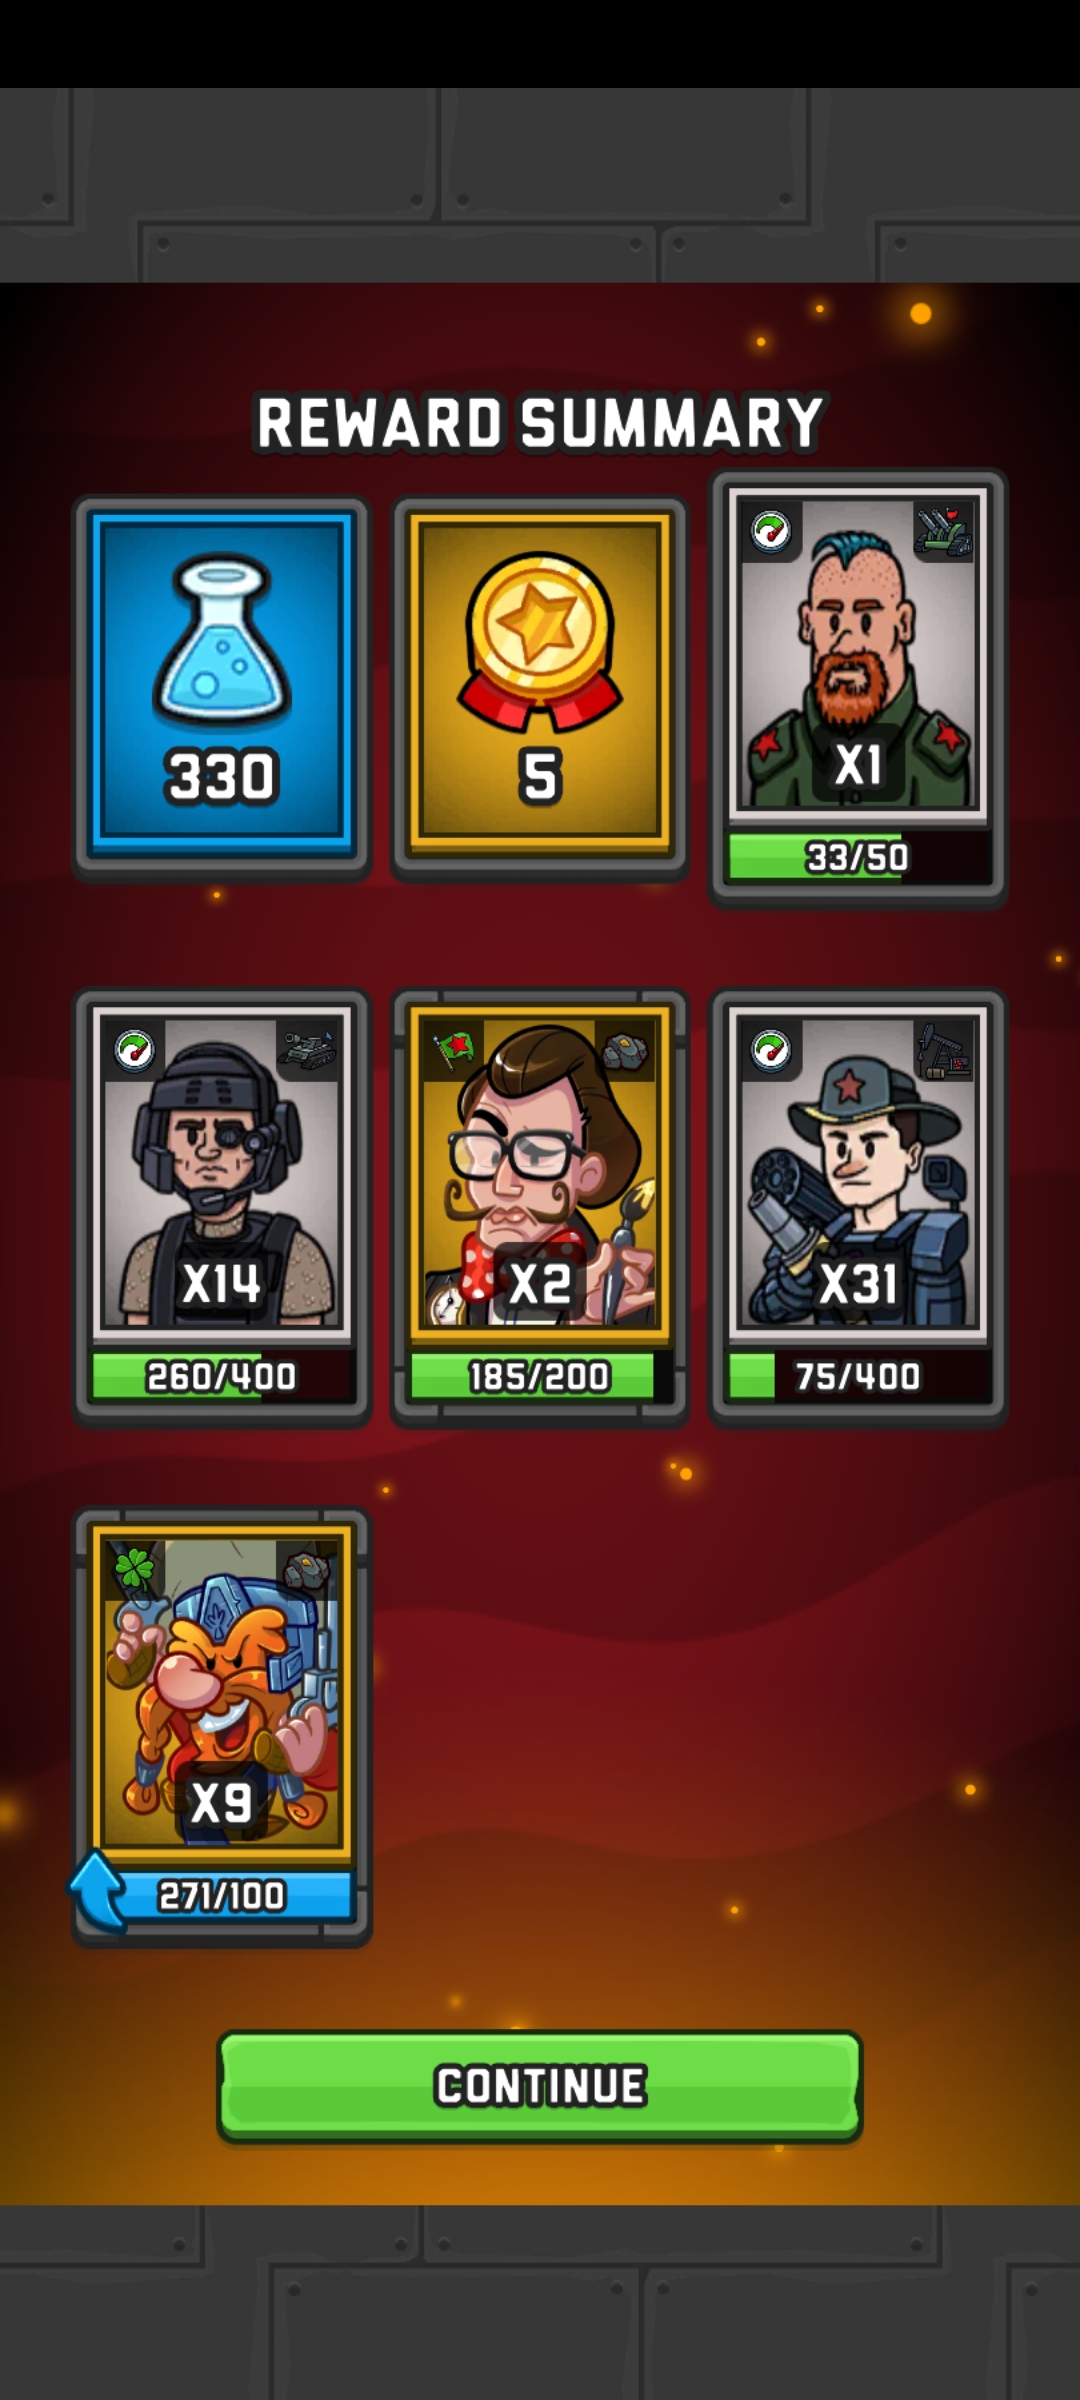 REWARD SUMMARY
330
5
X1
33/50
X14
260/400
X2
185/200
X31
75/400
X9
271/100
CONTINUE